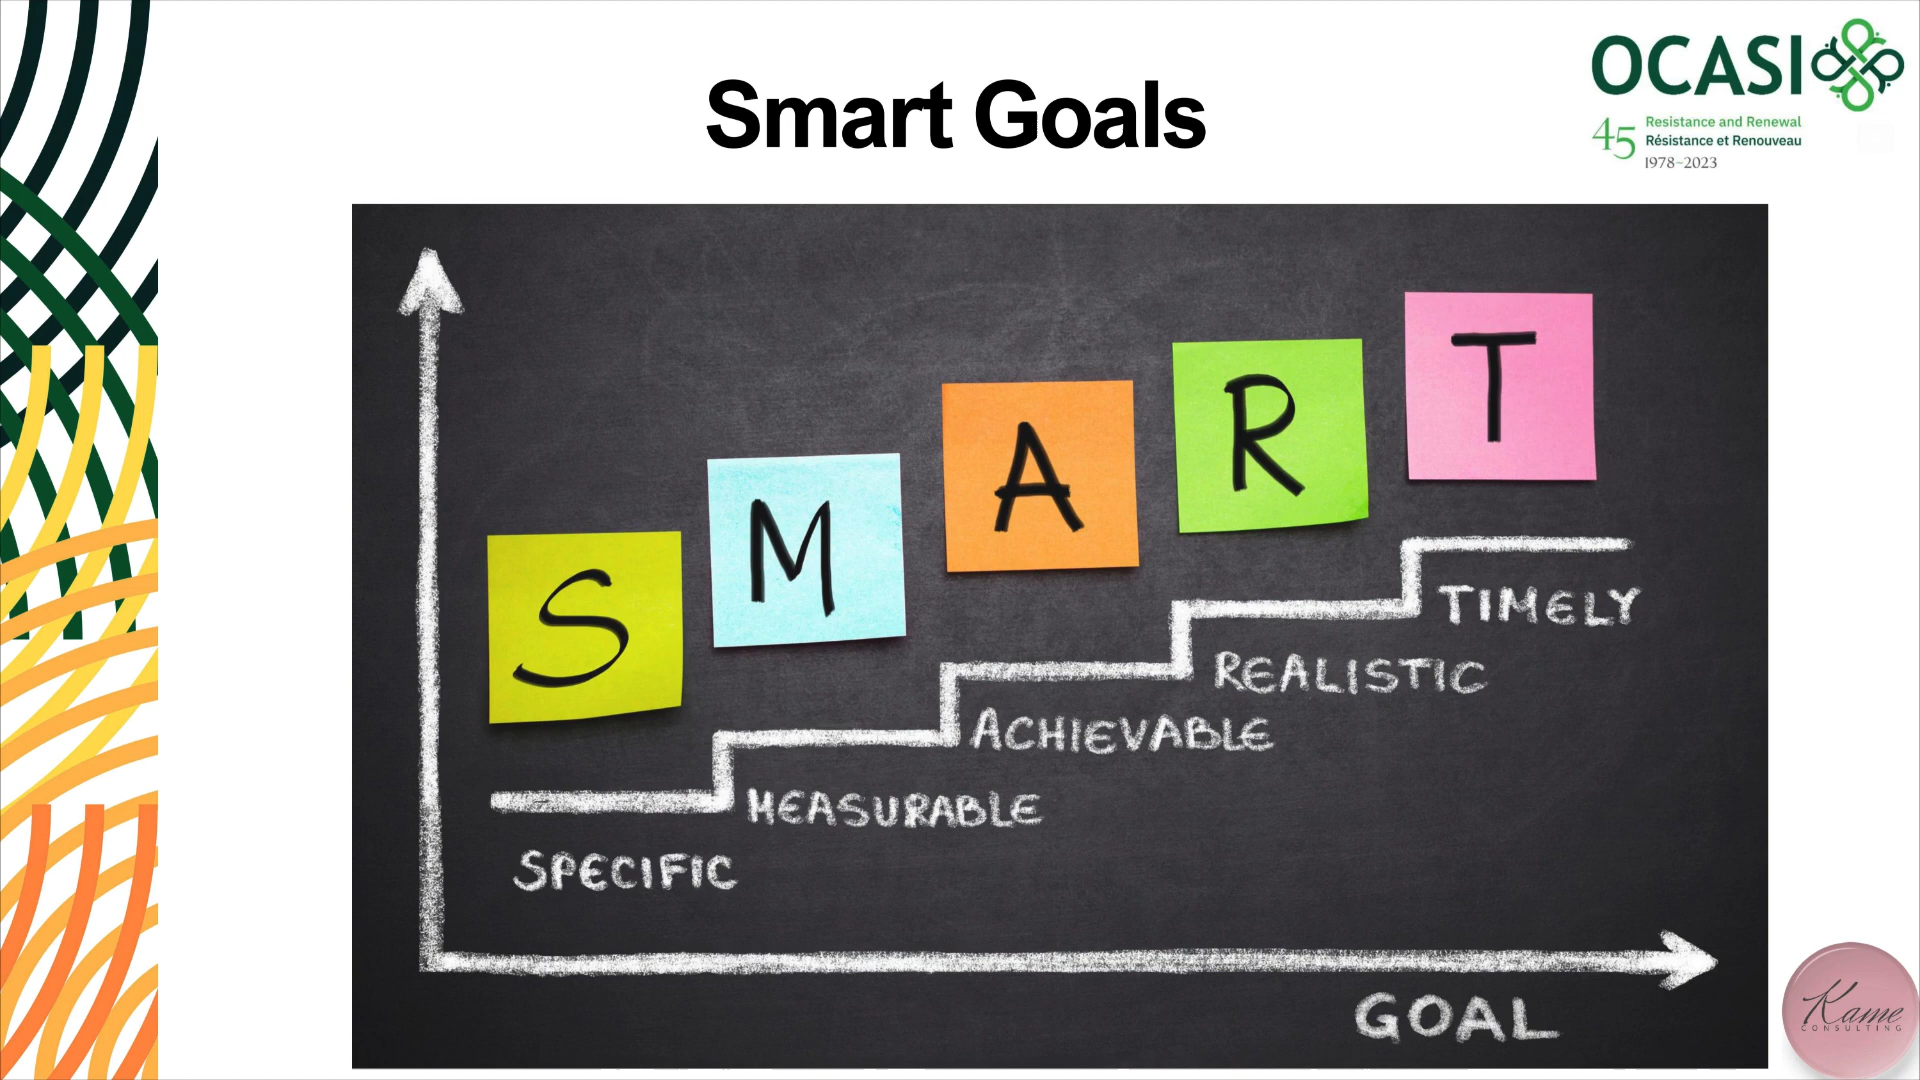 Smart Goals
OCASI
45
Resistance and Renewal
Résistance et Renouveau
1978–2023
S
M
A
R
T
TIMELY
REALISTIC
ACHIEVABLE
MEASURABLE
SPECIFIC
GOAL
Kame
CONSULTING